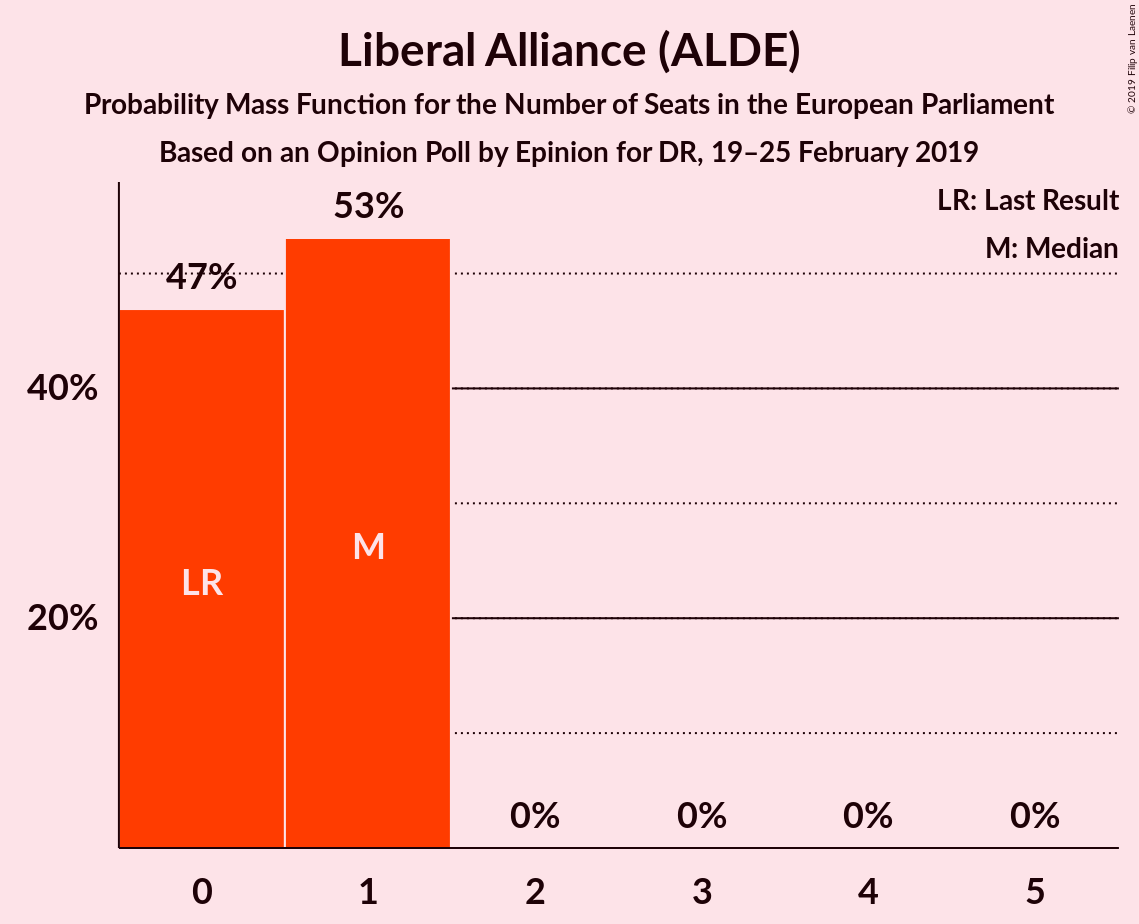 Liberal Alliance (ALDE)
Probability Mass Function for the Number of Seats in the European Parliament
Based on an Opinion Poll by Epinion for DR, 19–25 February 2019
© 2019 Filip van Laenen
LR: Last Result
M: Median
53%
47%
40%
20%
M
LR
0% 0% 0% 0%
0 1 2 3 4 5